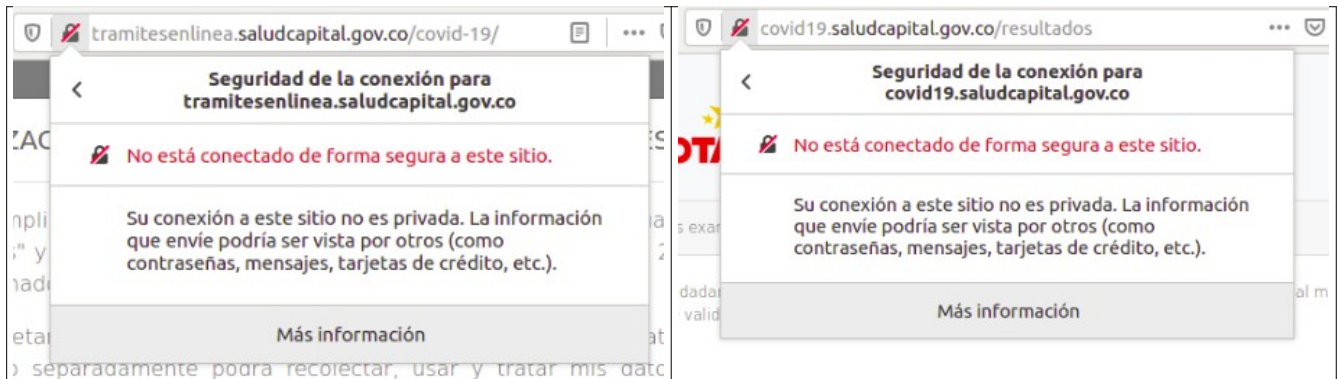 tramitesenlinea.saludcapital.gov.co/covid-19/
Seguridad de la conexión para
tramitesenlinea.saludcapital.gov.co
No está conectado de forma segura a este sitio.
Su conexión a este sitio no es privada. La información
que envíe podría ser vista por otros (como
contraseñas, mensajes, tarjetas de crédito, etc.).
Más información
separadamente podrá recolectar, usar y tratar mis dato
covid19.saludcapital.gov.co/resultados
Seguridad de la conexión para
covid19.saludcapital.gov.co
No está conectado de forma segura a este sitio.
Su conexión a este sitio no es privada. La información
que envíe podría ser vista por otros (como
contraseñas, mensajes, tarjetas de crédito, etc.).
Más información